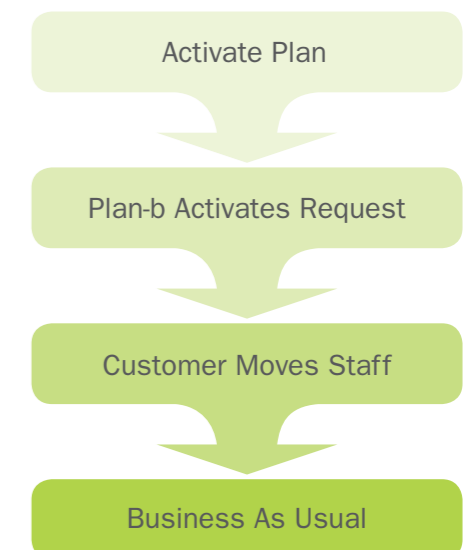 Activate Plan
Plan-b Activates Request
Customer Moves Staff
Business As Usual